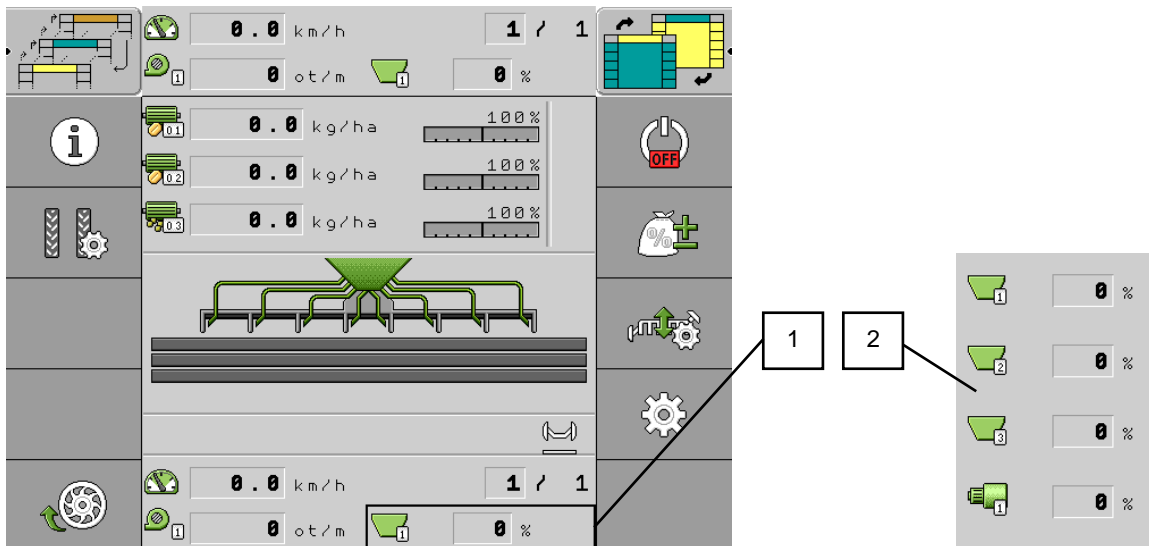 0.0 km/h 1 / 1
1 0 ot/m 1 0 %
01 0.0 kg/ha 100%
02 0.0 kg/ha 100%
03 0.0 kg/ha 100%
i
OFF
%
0.0 km/h 1 / 1
1 0 ot/m 1 0 %
1 2
1 0 %
2 0 %
3 0 %
1 0 %